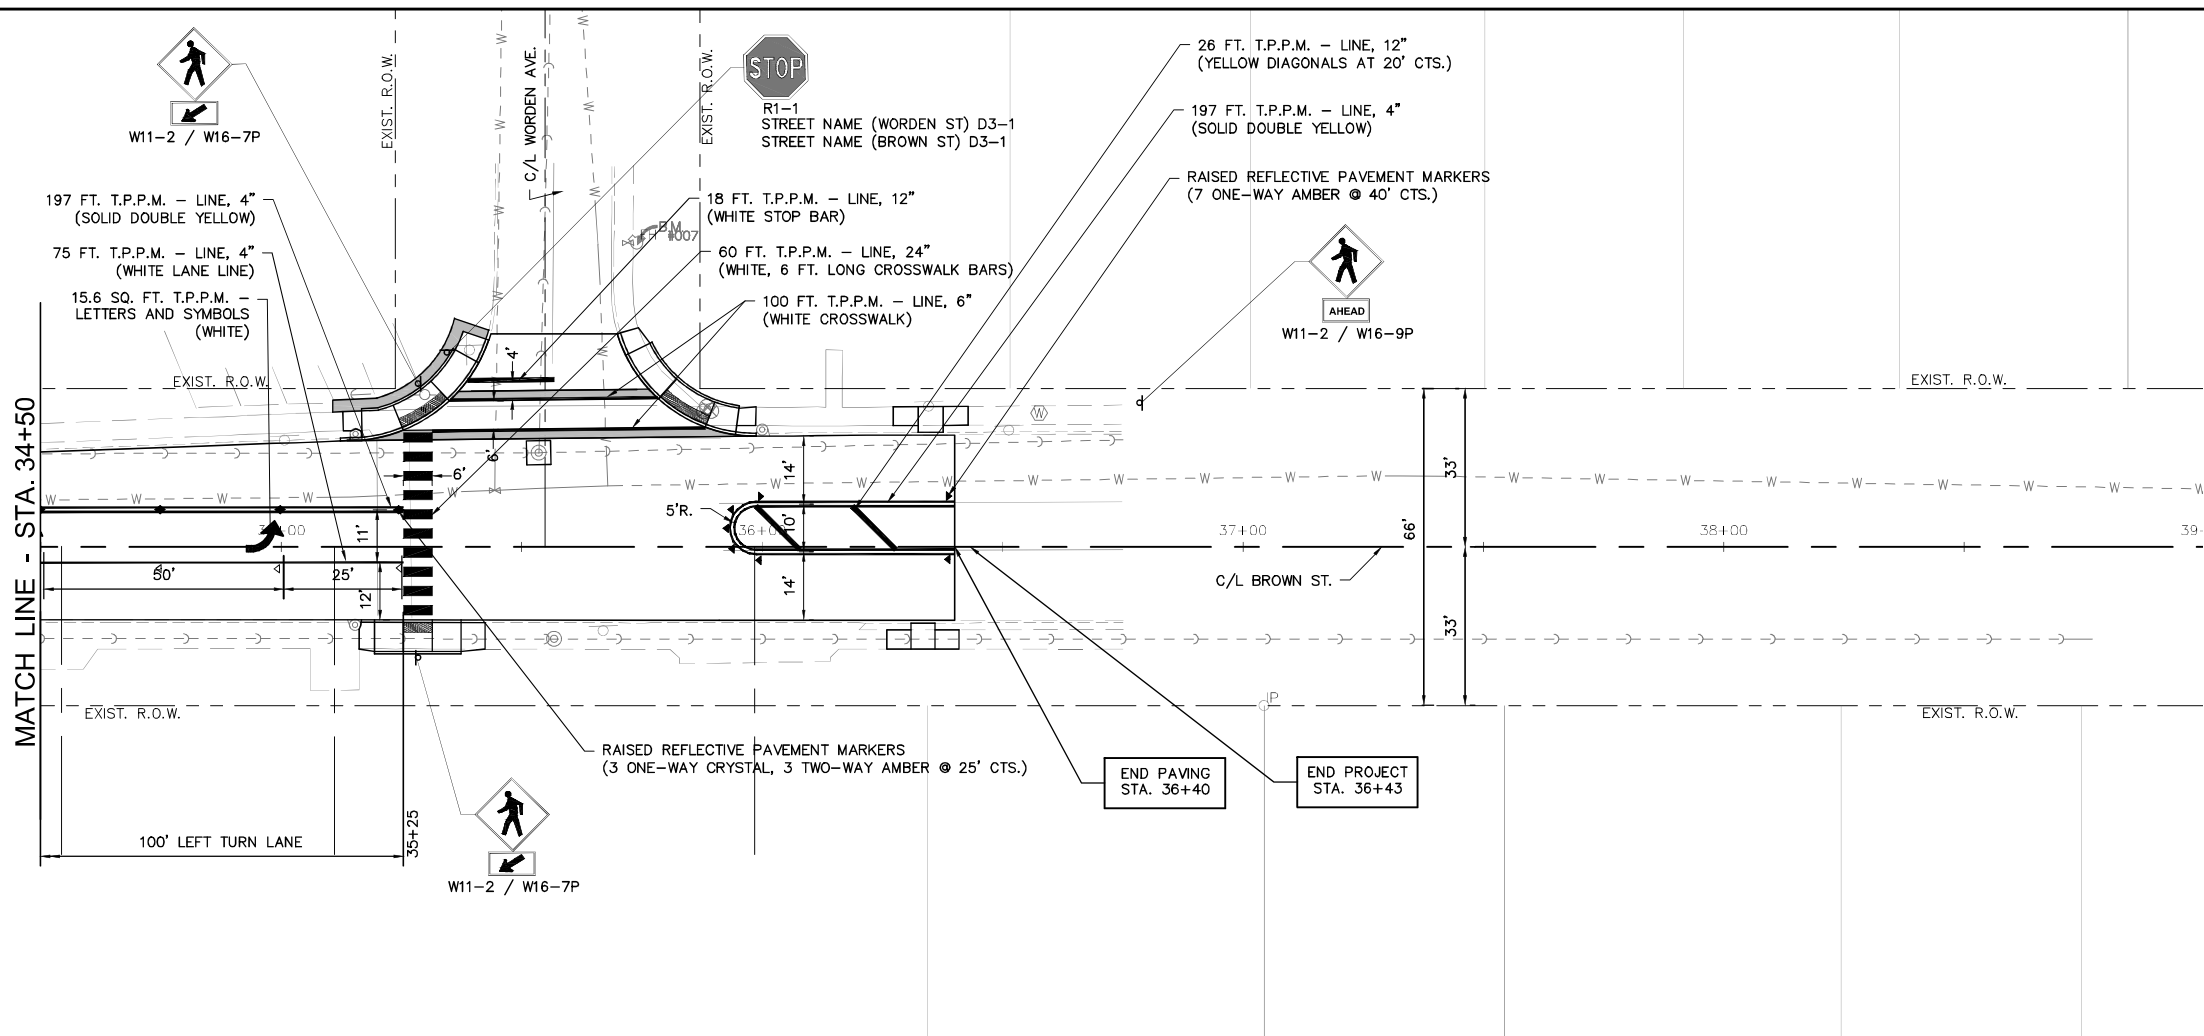 W11-2 / W16-7P
EXIST. R.O.W.
C/L WORDEN AVE.
EXIST. R.O.W.
STOP
R1-1
STREET NAME (WORDEN ST) D3-1
STREET NAME (BROWN ST) D3-1
26 FT. T.P.P.M. – LINE, 12"
(YELLOW DIAGONALS AT 20' CTS.)
197 FT. T.P.P.M. – LINE, 4"
(SOLID DOUBLE YELLOW)
RAISED REFLECTIVE PAVEMENT MARKERS
(7 ONE-WAY AMBER @ 40' CTS.)
197 FT. T.P.P.M. – LINE, 4"
(SOLID DOUBLE YELLOW)
75 FT. T.P.P.M. – LINE, 4"
(WHITE LANE LINE)
15.6 SQ. FT. T.P.P.M. –
LETTERS AND SYMBOLS
(WHITE)
18 FT. T.P.P.M. – LINE, 12"
(WHITE STOP BAR)
B.M.
#007
60 FT. T.P.P.M. – LINE, 24"
(WHITE, 6 FT. LONG CROSSWALK BARS)
100 FT. T.P.P.M. – LINE, 6"
(WHITE CROSSWALK)
AHEAD
W11-2 / W16-9P
EXIST. R.O.W.
EXIST. R.O.W.
MATCH LINE - STA. 34+50
4'
6'
6'
W
14'
10'
14'
5'R.
11'
12'
50'
25'
36+00
37+00
38+00
39+
33'
66'
33'
C/L BROWN ST.
EXIST. R.O.W.
EXIST. R.O.W.
IP
RAISED REFLECTIVE PAVEMENT MARKERS
(3 ONE-WAY CRYSTAL, 3 TWO-WAY AMBER @ 25' CTS.)
END PAVING
STA. 36+40
END PROJECT
STA. 36+43
100' LEFT TURN LANE
35+25
W11-2 / W16-7P